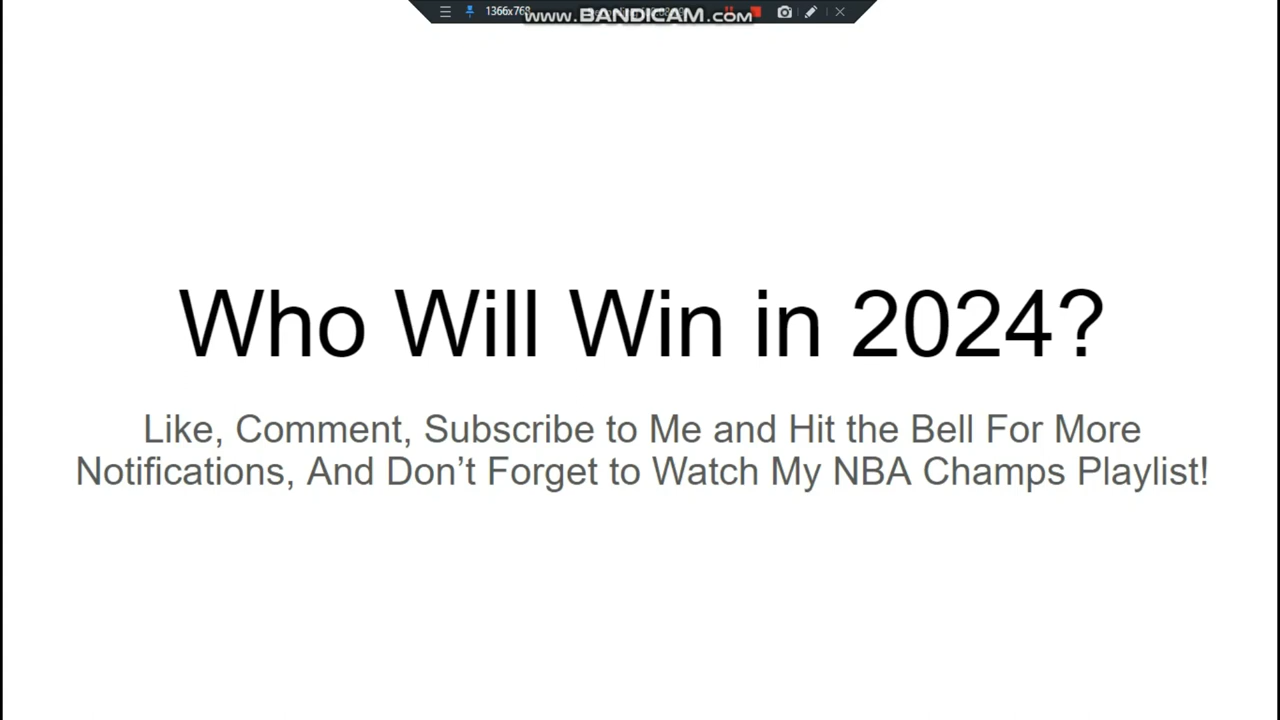 1366x768
www.BANDICAM.com
Who Will Win in 2024?
Like, Comment, Subscribe to Me and Hit the Bell For More
Notifications, And Don’t Forget to Watch My NBA Champs Playlist!